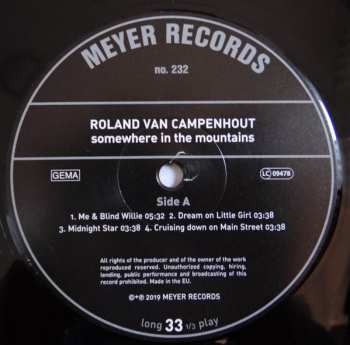 MEYER RECORDS
no. 232
ROLAND VAN CAMPENHOUT
somewhere in the mountains
GEMA
LC 09478
Side A
1. Me & Blind Willie 05:32 2. Dream on Little Girl 03:38
3. Midnight Star 03:38 4. Cruising down on Main Street 03:38
All rights of the producer and of the owner of the work
reproduced reserved. Unauthorized copying, hiring,
lending, public performance and broadcasting of this
record prohibited. Made in the EU.
©+℗ 2019 MEYER RECORDS
long 33 1/3 play